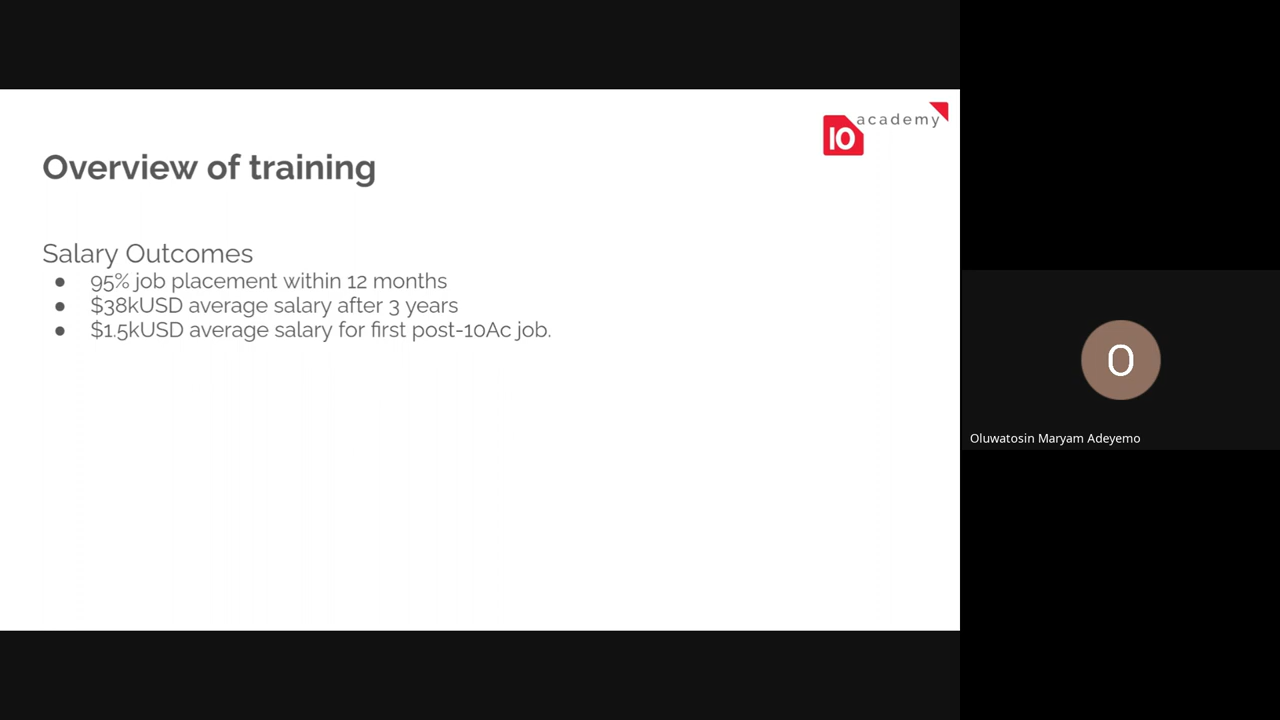 10 academy
Overview of training
Salary Outcomes
● 95% job placement within 12 months
● $38kUSD average salary after 3 years
● $1.5kUSD average salary for first post-10Ac job.
O
Oluwatosin Maryam Adeyemo